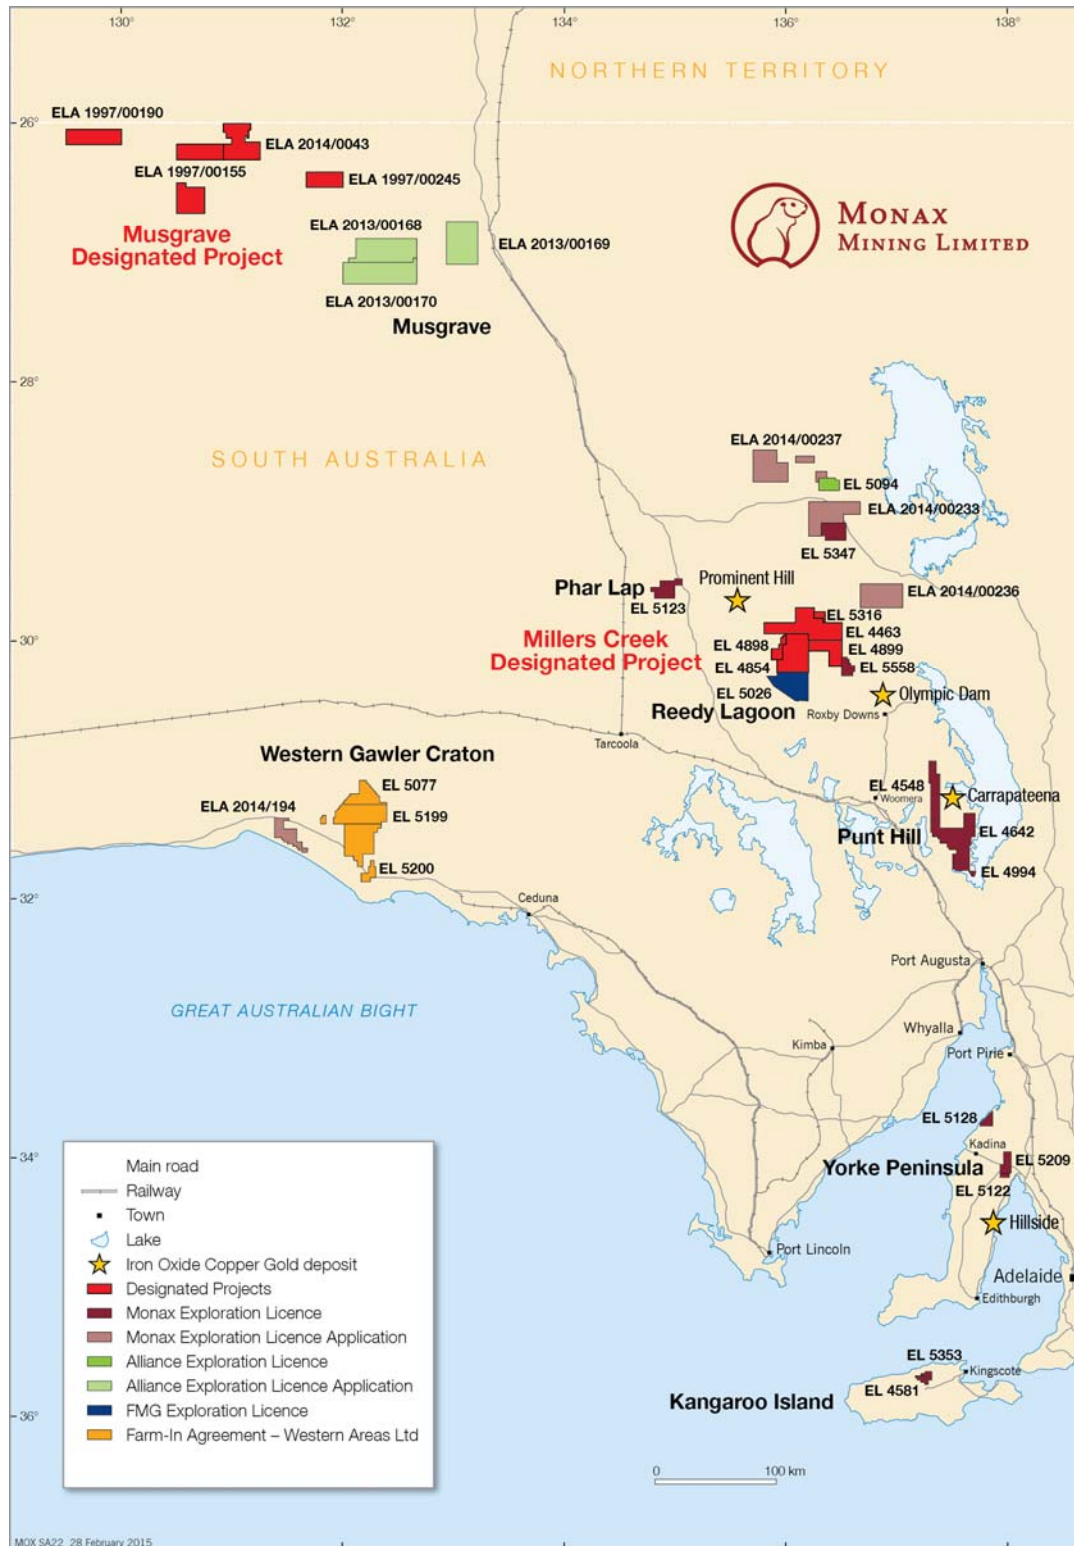 130°
132°
134°
136°
138°
NORTHERN TERRITORY
ELA 1997/00190
26°
ELA 2014/0043
ELA 1997/00155
ELA 1997/00245
Musgrave
Designated Project
ELA 2013/00168
ELA 2013/00169
ELA 2013/00170
Musgrave
MONAX
MINING LIMITED
28°
SOUTH AUSTRALIA
ELA 2014/00237
EL 5094
ELA 2014/00233
EL 5347
Prominent Hill
Phar Lap
EL 5123
ELA 2014/00236
EL 5316
30°
Millers Creek
Designated Project
EL 4463
EL 4898
EL 4899
EL 4854
EL 5558
EL 5026
Olympic Dam
Reedy Lagoon
Roxby Downs
Tarcoola
Western Gawler Craton
EL 5077
ELA 2014/194
EL 5199
EL 5200
EL 4548
Woomera
Carrapateena
Punt Hill
EL 4642
EL 4994
32°
Ceduna
Port Augusta
GREAT AUSTRALIAN BIGHT
Whyalla
Kimba
Port Pirie
EL 5128
Kadina
34°
Yorke Peninsula
EL 5209
EL 5122
Hillside
Port Lincoln
Adelaide
Edithburgh
EL 5353
Kingscote
EL 4581
Kangaroo Island
36°
Main road
Railway
Town
Lake
Iron Oxide Copper Gold deposit
Designated Projects
Monax Exploration Licence
Monax Exploration Licence Application
Alliance Exploration Licence
Alliance Exploration Licence Application
FMG Exploration Licence
Farm-In Agreement – Western Areas Ltd
0
100 km
MOX SA22 28 February 2015